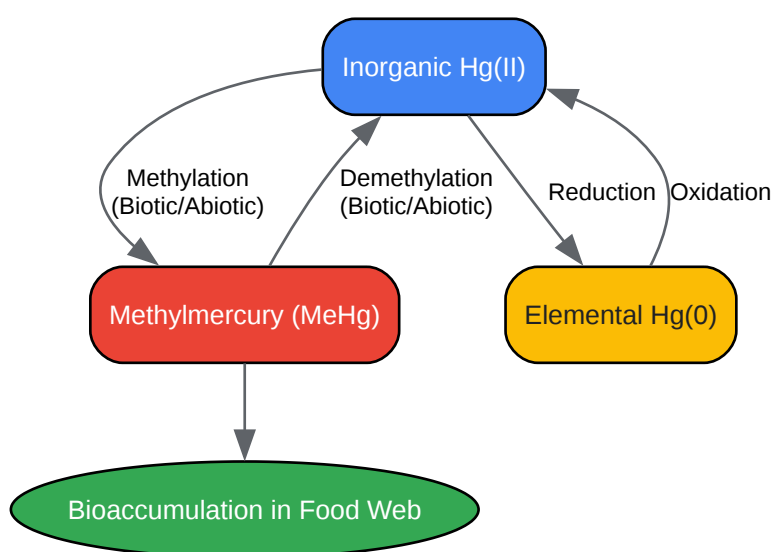 Inorganic Hg(II)
Methylation
(Biotic/Abiotic)
Demethylation
(Biotic/Abiotic)
Reduction
Oxidation
Methylmercury (MeHg)
Elemental Hg(0)
Bioaccumulation in Food Web